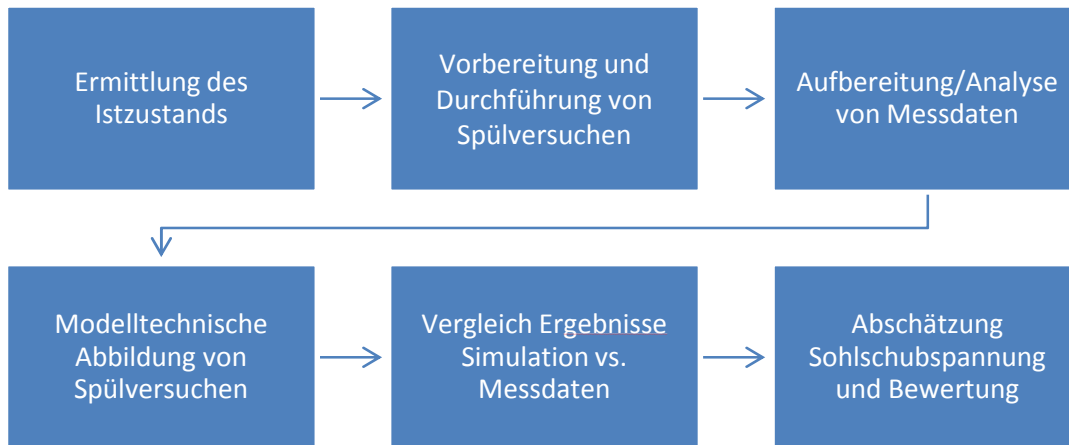 Ermittlung des
Istzustands
Vorbereitung und
Durchführung von
Spülversuchen
Aufbereitung/Analyse
von Messdaten
Modelltechnische
Abbildung von
Spülversuchen
Vergleich Ergebnisse
Simulation vs.
Messdaten
Abschätzung
Sohlschubspannung
und Bewertung